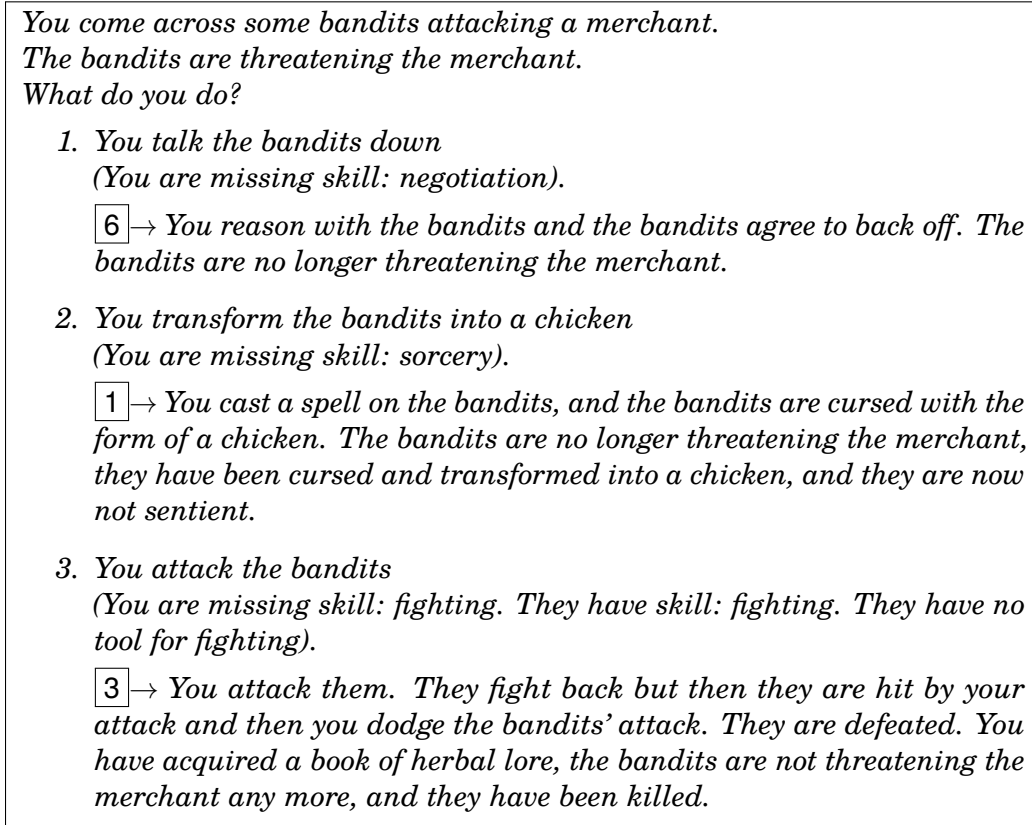 You come across some bandits attacking a merchant.
The bandits are threatening the merchant.
What do you do?
1. You talk the bandits down
(You are missing skill: negotiation).
6 → You reason with the bandits and the bandits agree to back off. The
bandits are no longer threatening the merchant.
2. You transform the bandits into a chicken
(You are missing skill: sorcery).
1 → You cast a spell on the bandits, and the bandits are cursed with the
form of a chicken. The bandits are no longer threatening the merchant,
they have been cursed and transformed into a chicken, and they are now
not sentient.
3. You attack the bandits
(You are missing skill: fighting. They have skill: fighting. They have no
tool for fighting).
3 → You attack them. They fight back but then they are hit by your
attack and then you dodge the bandits' attack. They are defeated. You
have acquired a book of herbal lore, the bandits are not threatening the
merchant any more, and they have been killed.